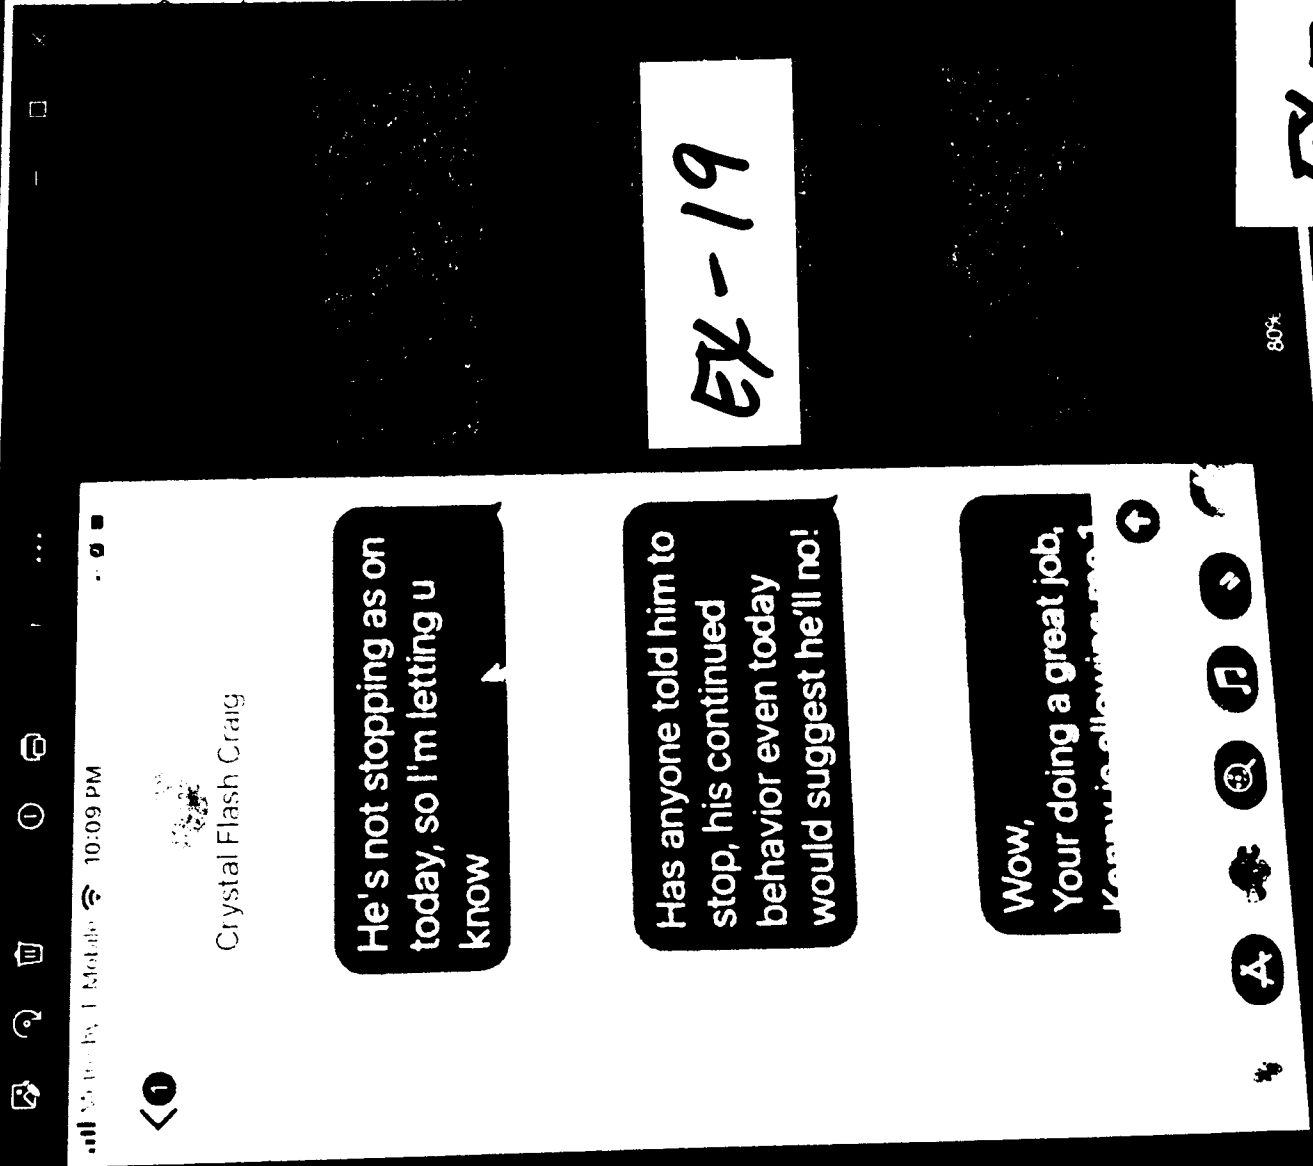 EX-19
10:09 PM
1
Crystal Flash Craig
He's not stopping as on
today, so I'm letting u
know
Has anyone told him to
stop, his continued
behavior even today
would suggest he'll no!
Wow,
Your doing a great job,
80%